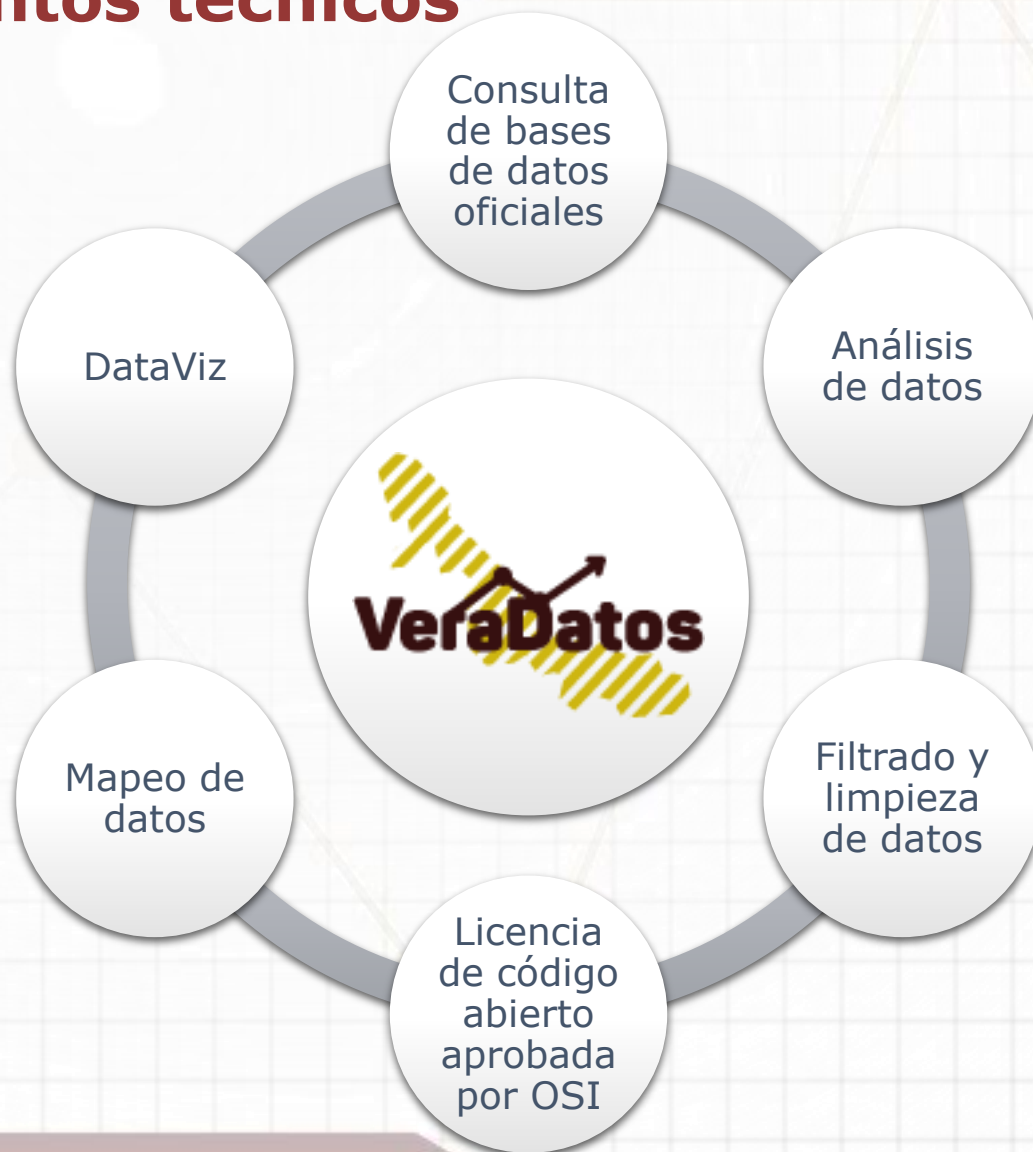 técnicos
Consulta
de bases
de datos
oficiales
Análisis
de datos
Filtrado y
limpieza
de datos
Licencia
de código
abierto
aprobada
por OSI
Mapeo de
datos
DataViz
VeraDatos